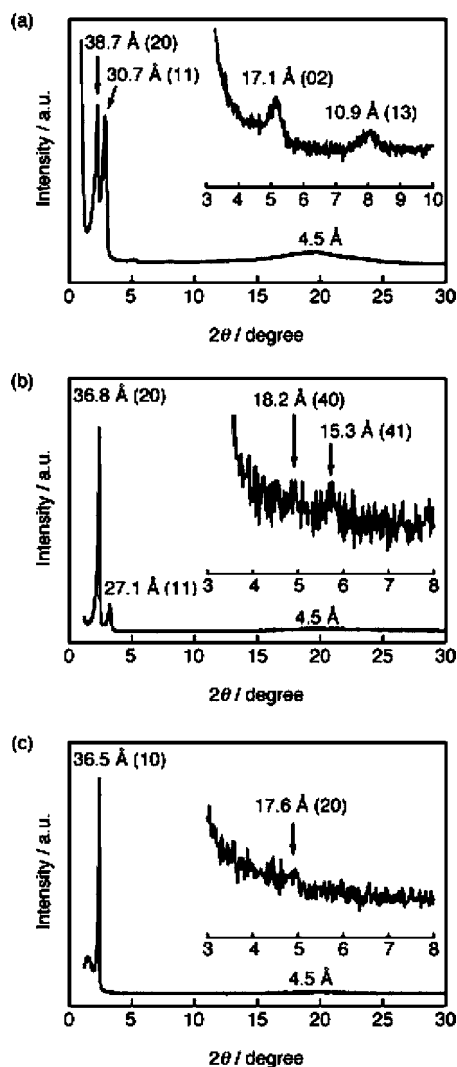 (a)
38.7 Å (20)
30.7 Å (11)
17.1 Å (02)
10.9 Å (13)
3 4 5 6 7 8 9 10
4.5 Å
Intensity / a.u.
0 5 10 15 20 25 30
2θ / degree
(b)
36.8 Å (20)
18.2 Å (40)
15.3 Å (41)
27.1 Å (11)
3 4 5 6 7 8
4.5 Å
Intensity / a.u.
0 5 10 15 20 25 30
2θ / degree
(c)
36.5 Å (10)
17.6 Å (20)
3 4 5 6 7 8
4.5 Å
Intensity / a.u.
0 5 10 15 20 25 30
2θ / degree